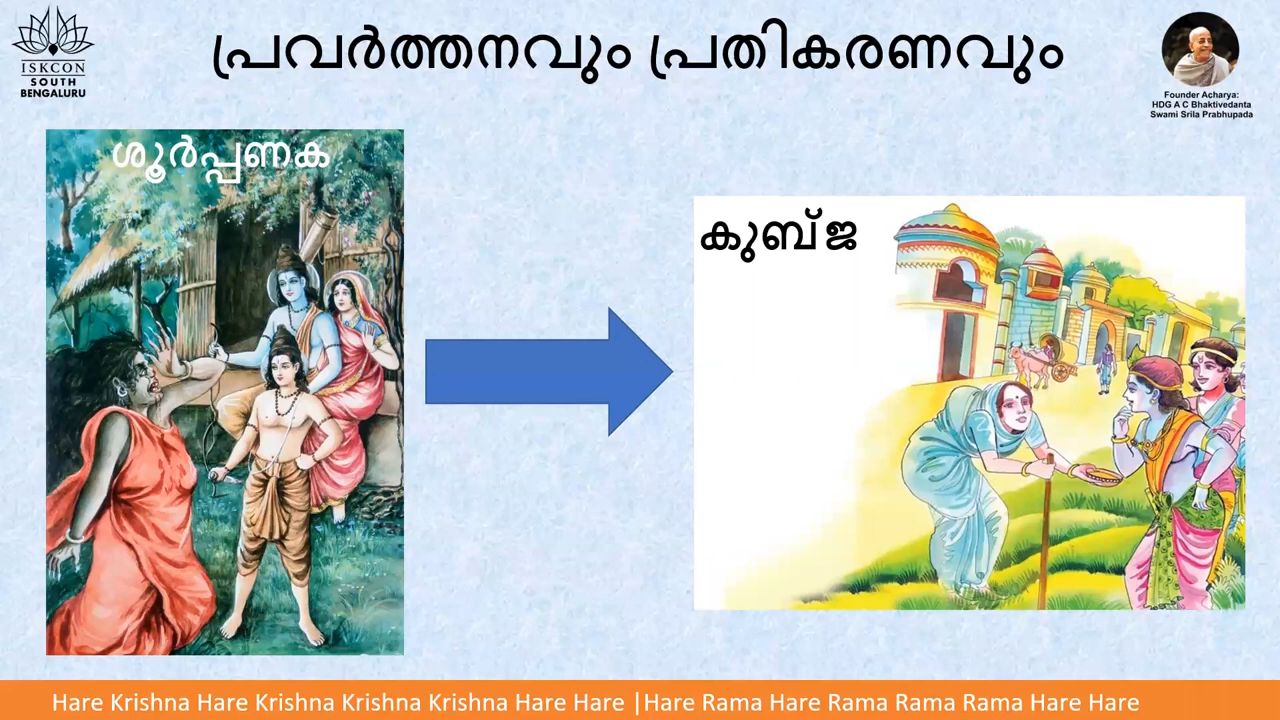 ISKCON
SOUTH
BENGALURU
പ്രവർത്തനവും പ്രതികരണവും
Founder Acharya:
HDG A C Bhaktivedanta
Swami Srila Prabhupada
ശൂർപ്പണക
കുബ്ജ
Hare Krishna Hare Krishna Krishna Krishna Hare Hare |Hare Rama Hare Rama Rama Rama Hare Hare